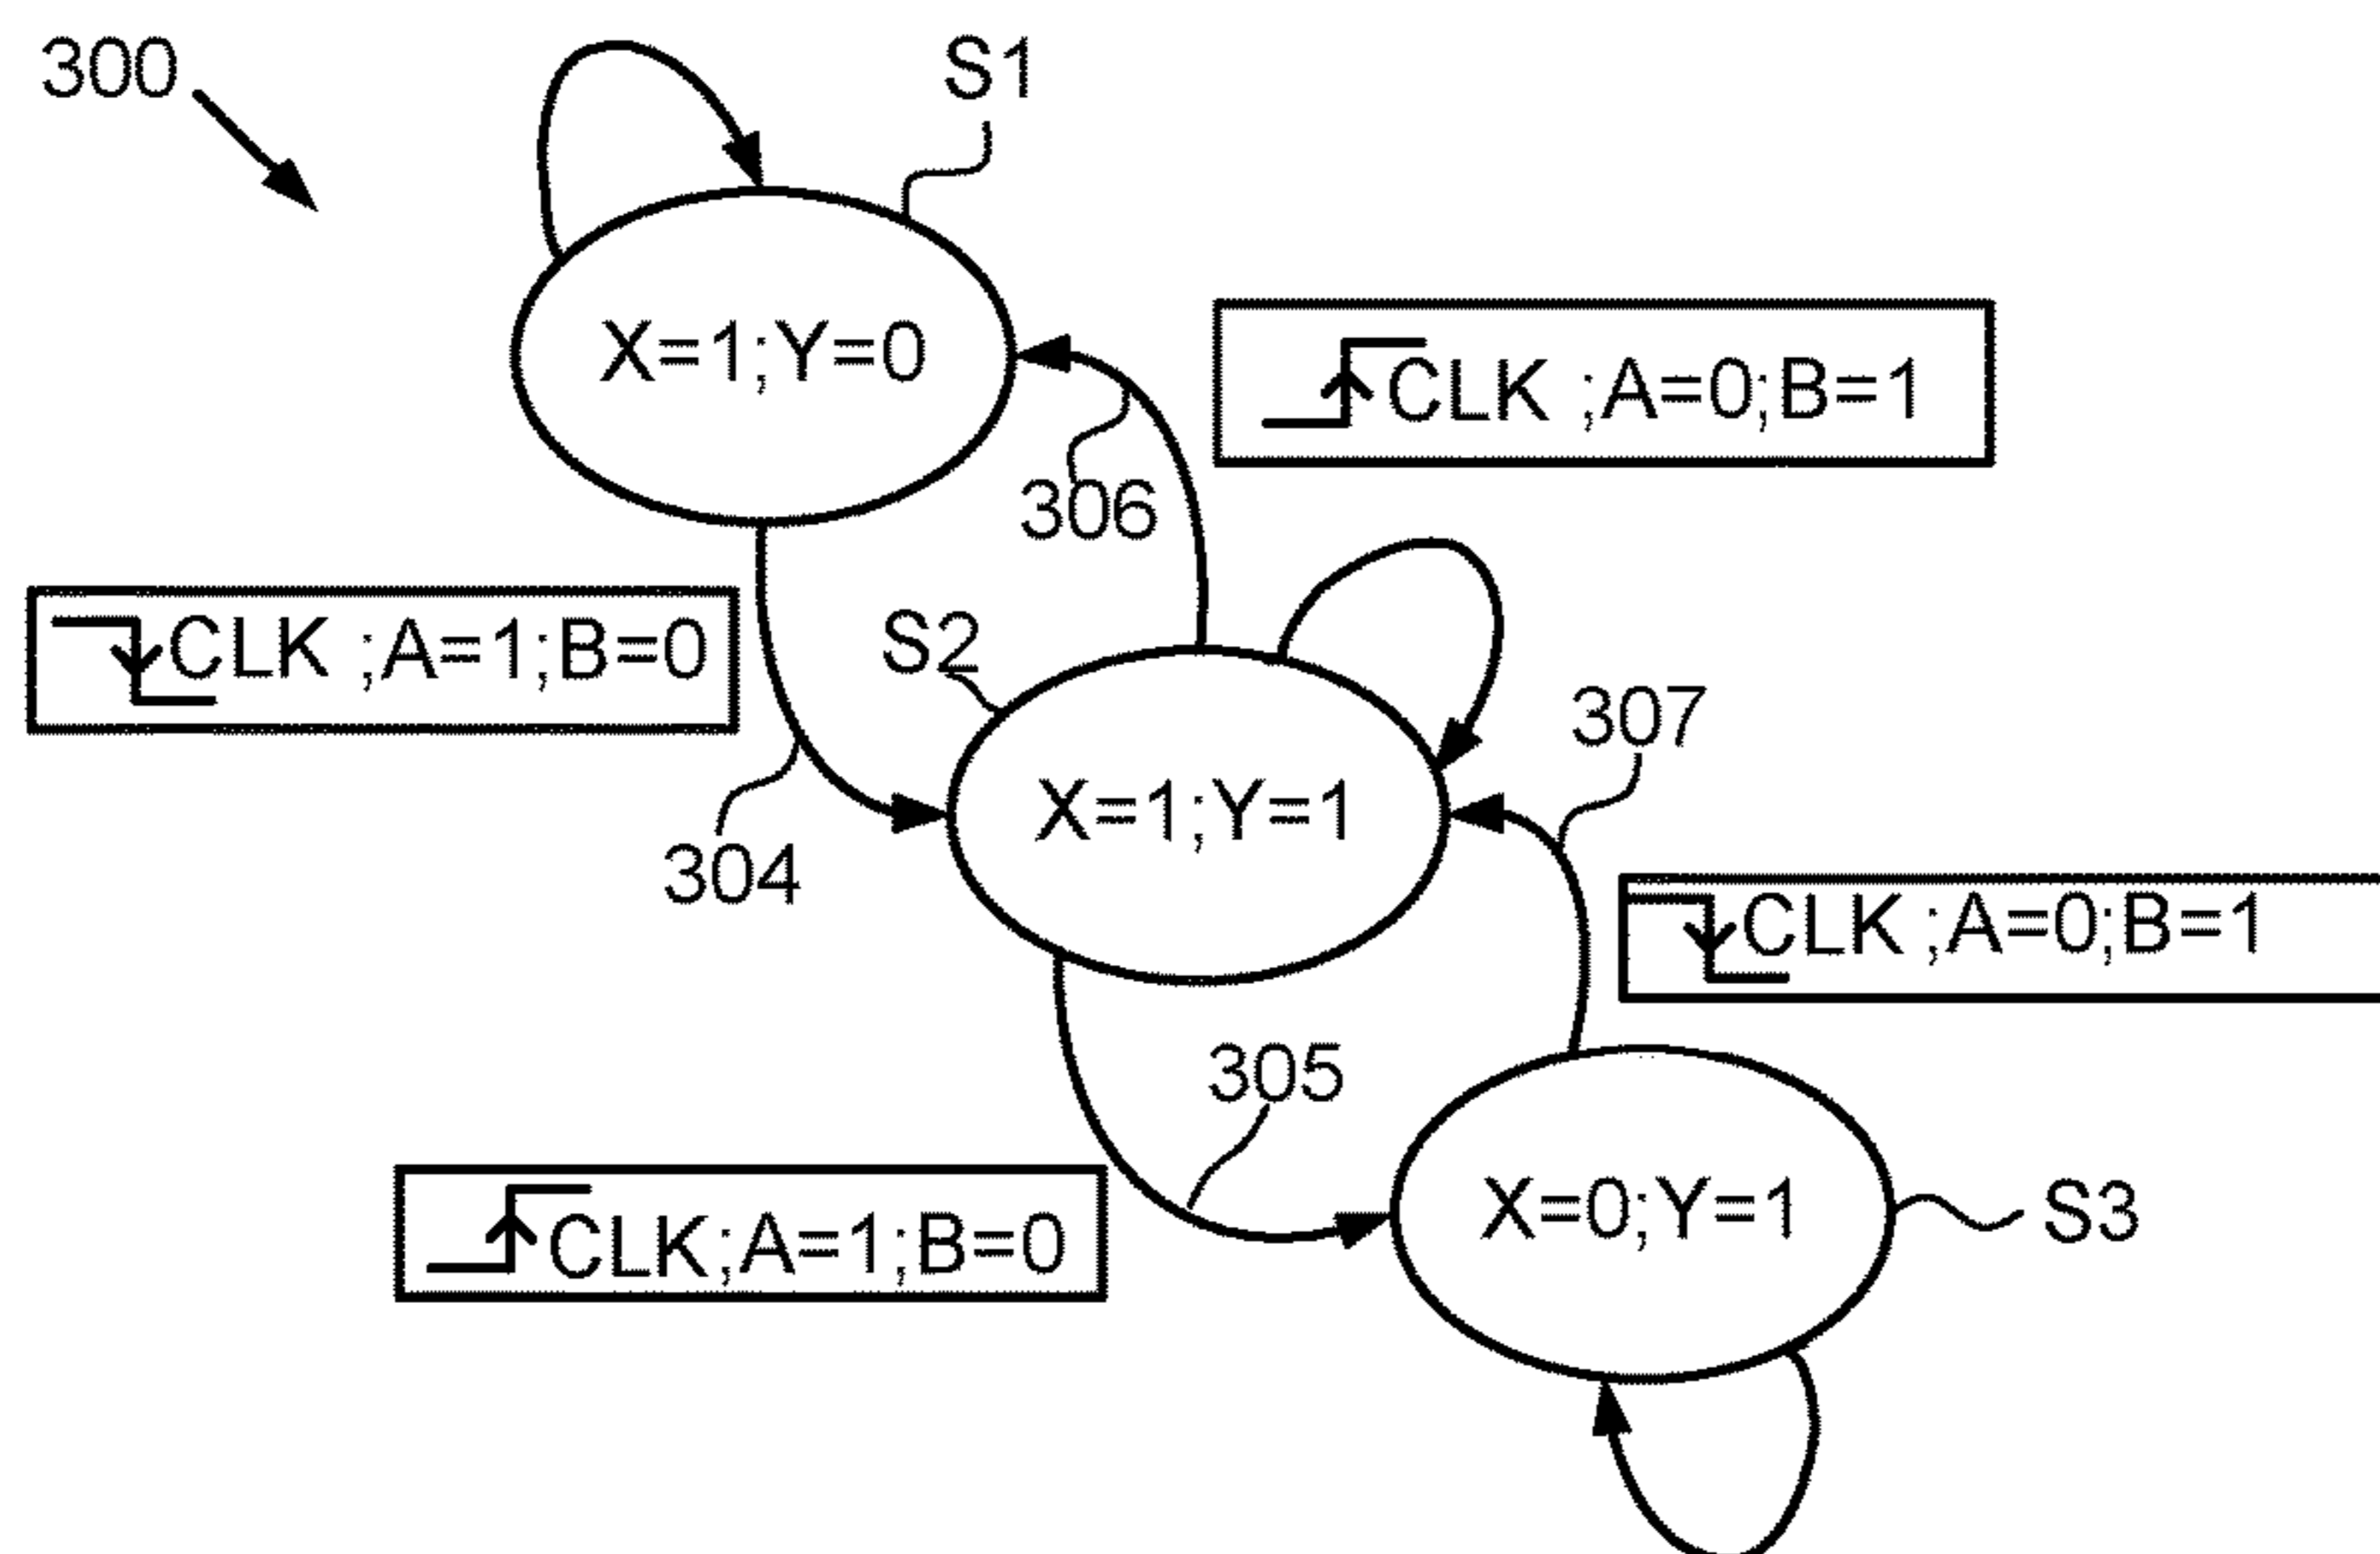 300
S1
X=1;Y=0
CLK ;A=0;B=1
306
CLK ;A=1;B=0
S2
307
X=1;Y=1
304
CLK ;A=0;B=1
305
X=0;Y=1
S3
CLK;A=1;B=0